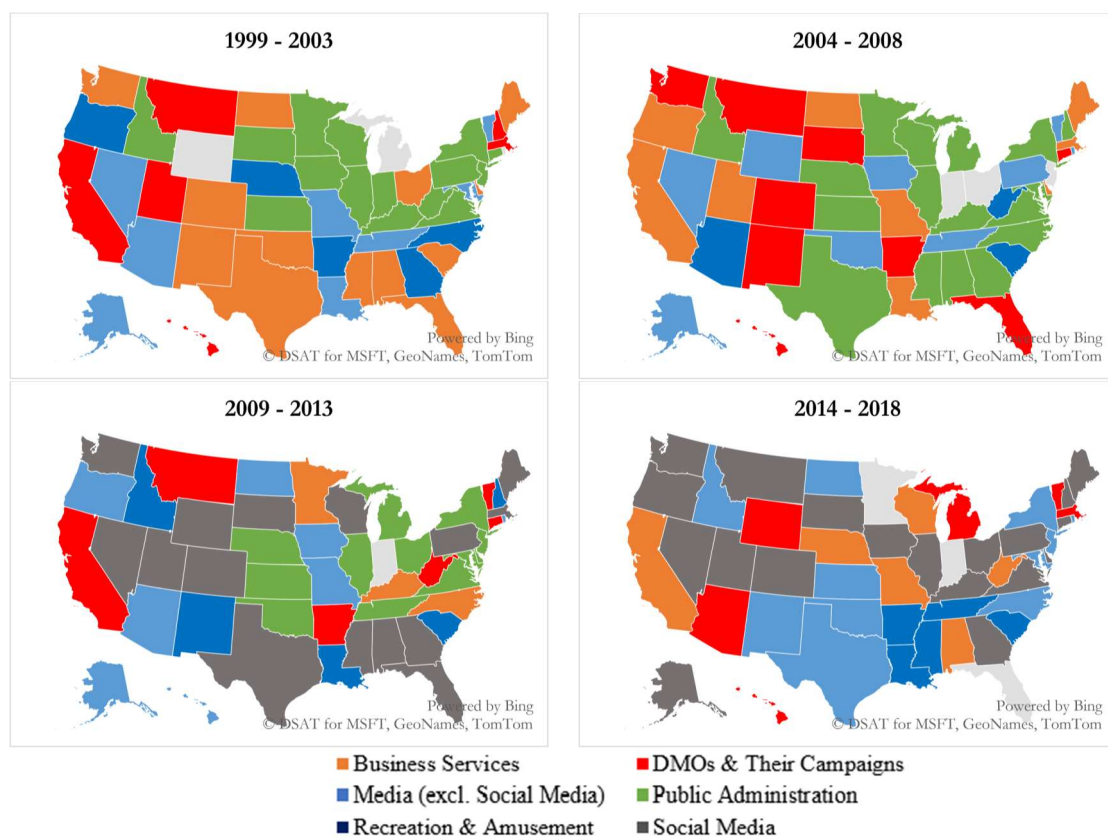 1999 - 2003
Powered by Bing
© DSAT for MSFT, GeoNames, TomTom
2004 - 2008
Powered by Bing
© DSAT for MSFT, GeoNames, TomTom
2009 - 2013
Powered by Bing
© DSAT for MSFT, GeoNames, TomTom
2014 - 2018
Powered by Bing
© DSAT for MSFT, GeoNames, TomTom
Business Services
DMOs & Their Campaigns
Media (excl. Social Media)
Public Administration
Recreation & Amusement
Social Media